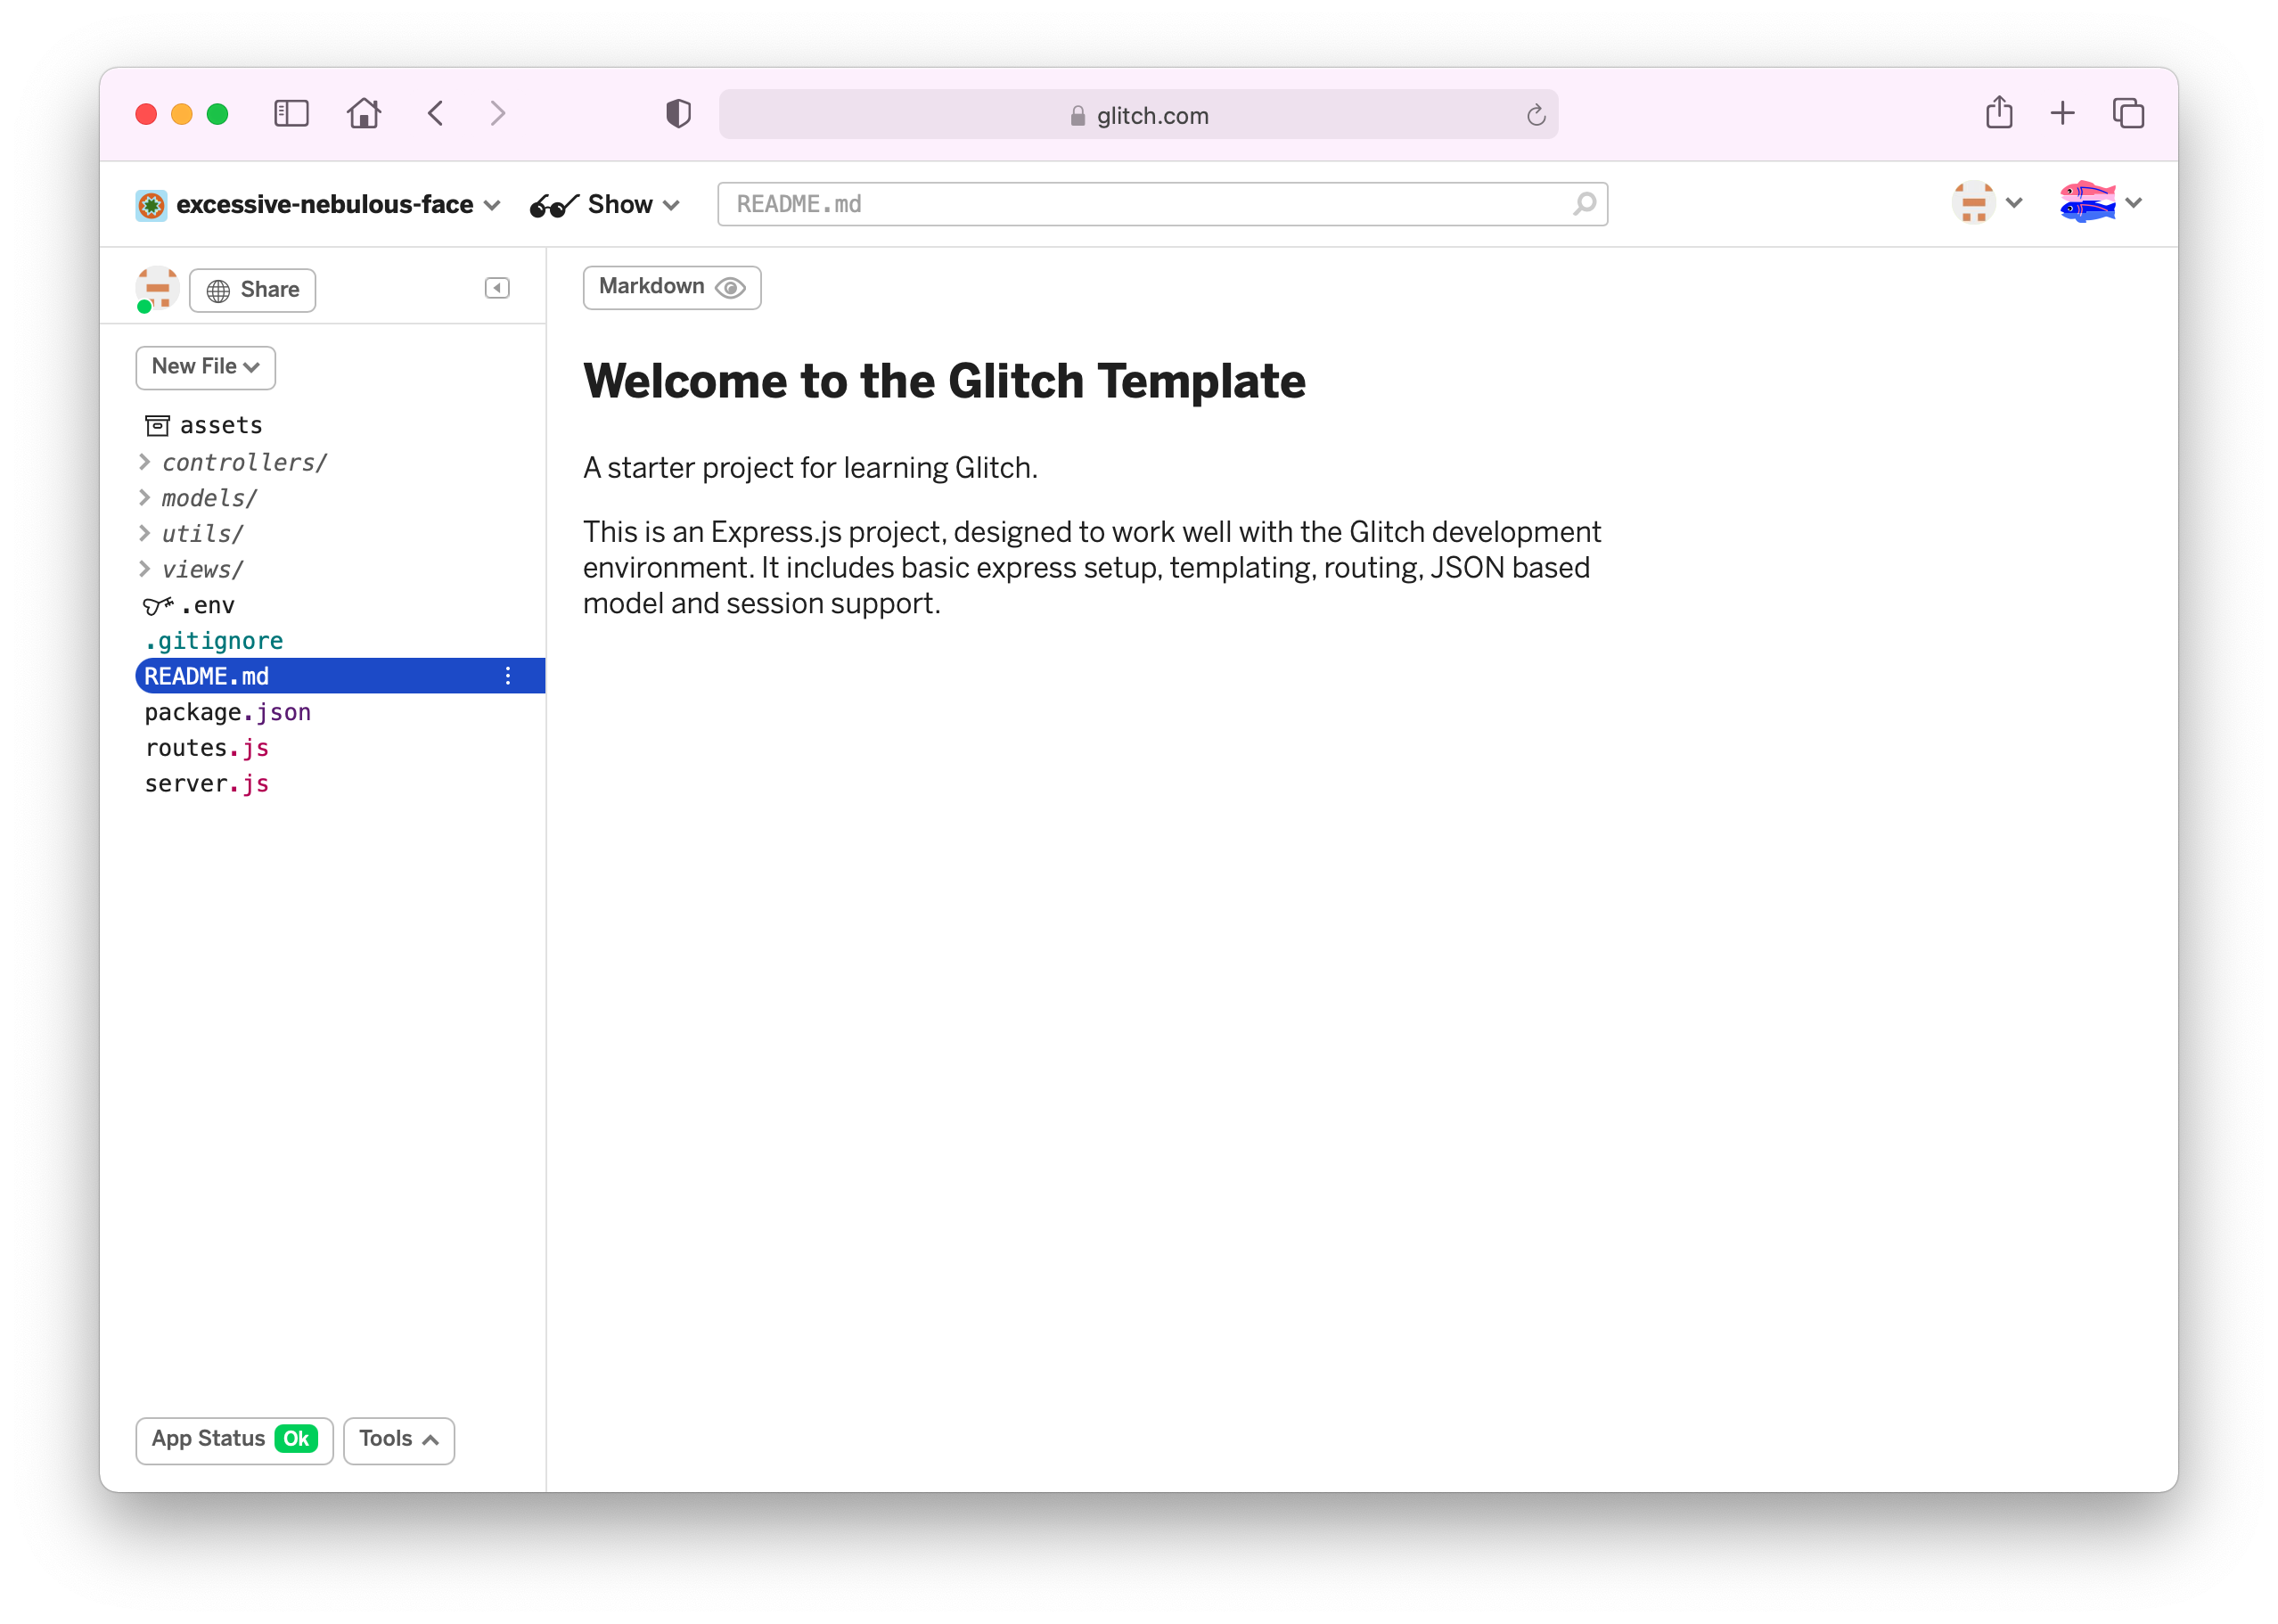 glitch.com
excessive-nebulous-face
Show
README.md
Share
Markdown
New File
assets
controllers/
models/
utils/
views/
.env
.gitignore
README.md
package.json
routes.js
server.js
App Status Ok
Tools
Welcome to the Glitch Template
A starter project for learning Glitch.
This is an Express.js project, designed to work well with the Glitch development
environment. It includes basic express setup, templating, routing, JSON based
model and session support.